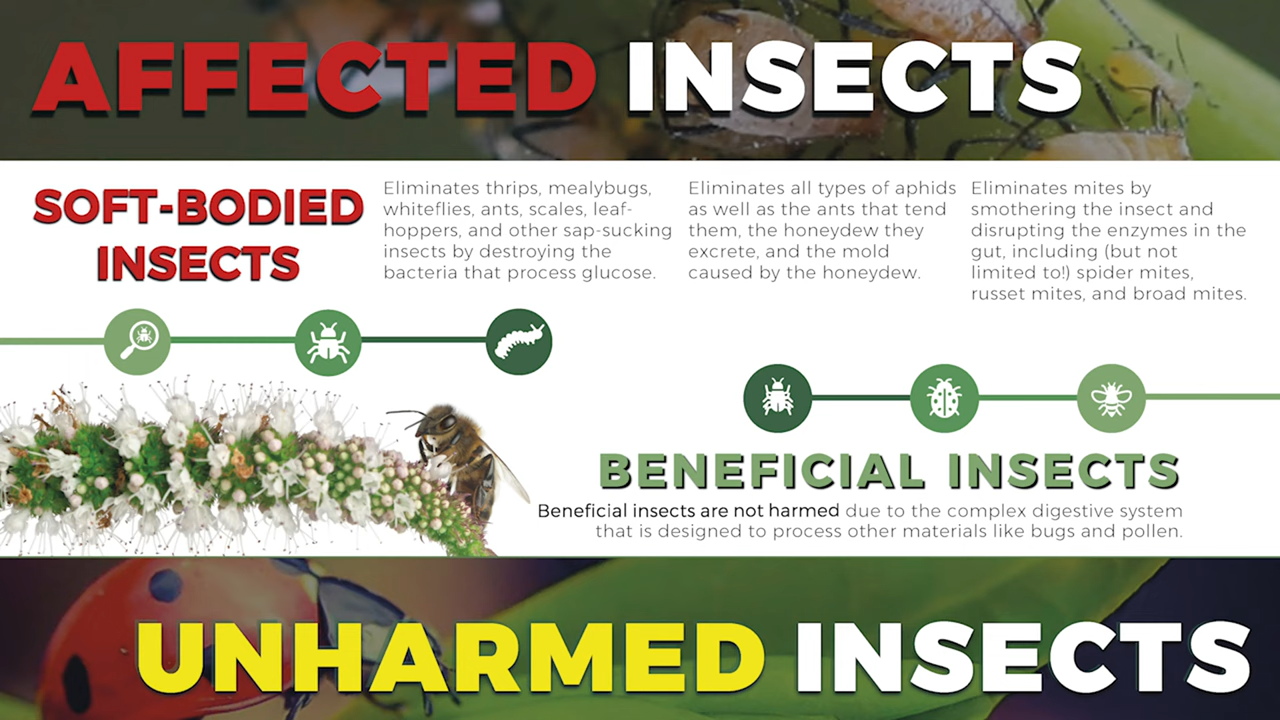 AFFECTED INSECTS
SOFT-BODIED
INSECTS
Eliminates thrips, mealybugs,
whiteflies, ants, scales, leaf-
hoppers, and other sap-sucking
insects by destroying the
bacteria that process glucose.
Eliminates all types of aphids
as well as the ants that tend
them, the honeydew they
excrete, and the mold
caused by the honeydew.
Eliminates mites by
smothering the insect and
disrupting the enzymes in the
gut, including (but not
limited to!) spider mites,
russet mites, and broad mites.
BENEFICIAL INSECTS
Beneficial insects are not harmed due to the complex digestive system
that is designed to process other materials like bugs and pollen.
UNHARMED INSECTS